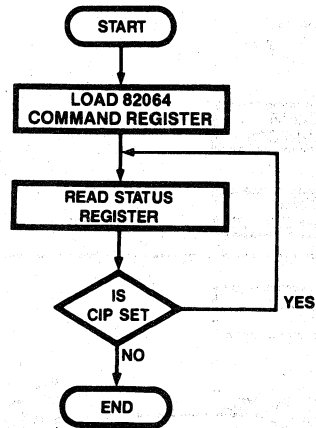 START
LOAD 82064
COMMAND REGISTER
READ STATUS
REGISTER
IS
CIP SET
YES
NO
END